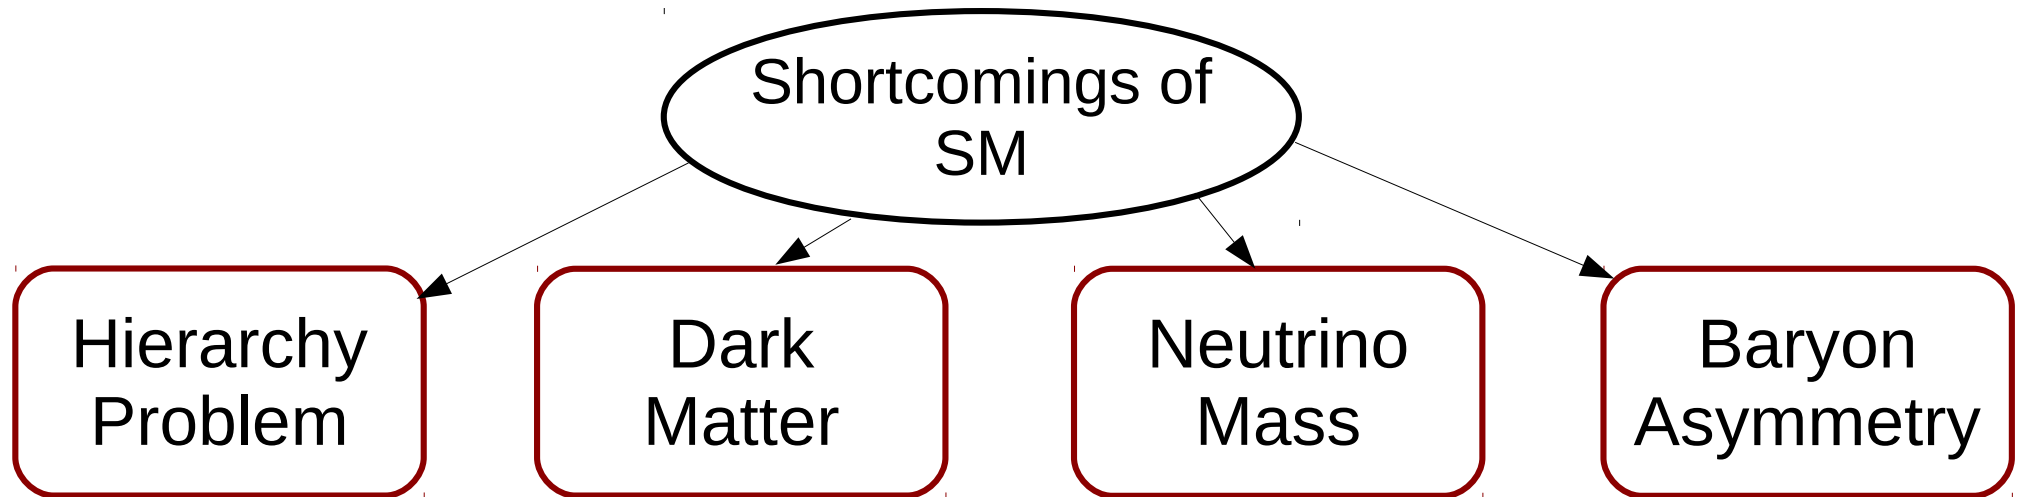 Shortcomings of
SM
Hierarchy
Problem
Dark
Matter
Neutrino
Mass
Baryon
Asymmetry